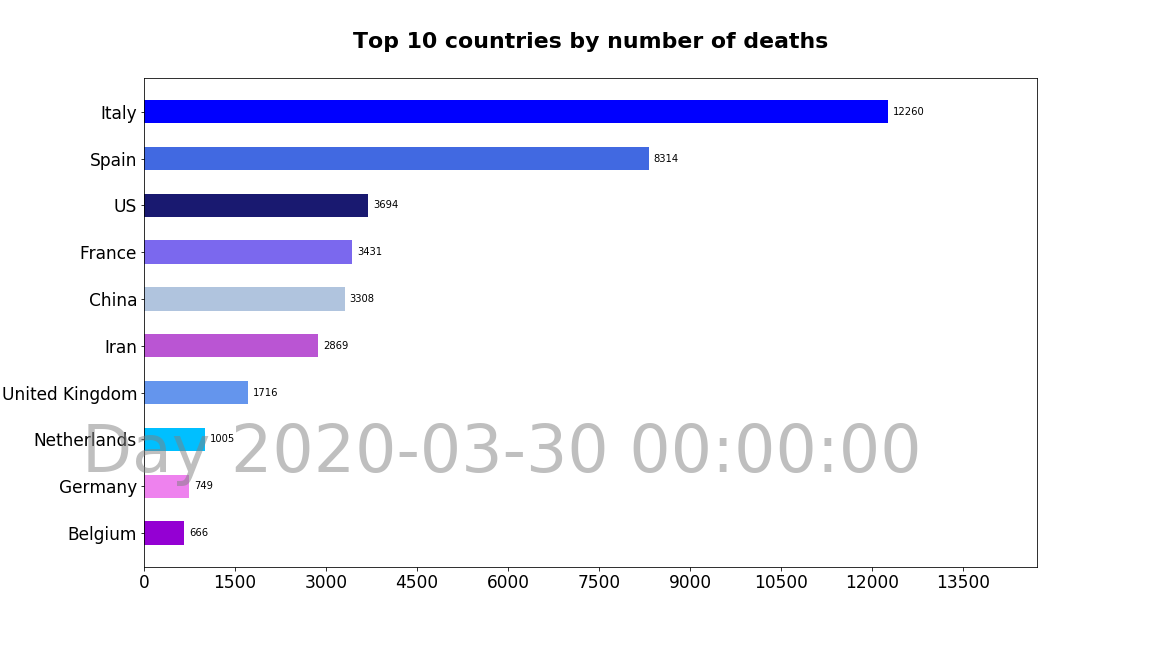 Top 10 countries by number of deaths
Italy 12260
Spain 8314
US 3694
France 3431
China 3308
Iran 2869
United Kingdom 1716
Netherlands 1005
Day 2020-03-30 00:00:00
Germany 749
Belgium 666
0 1500 3000 4500 6000 7500 9000 10500 12000 13500